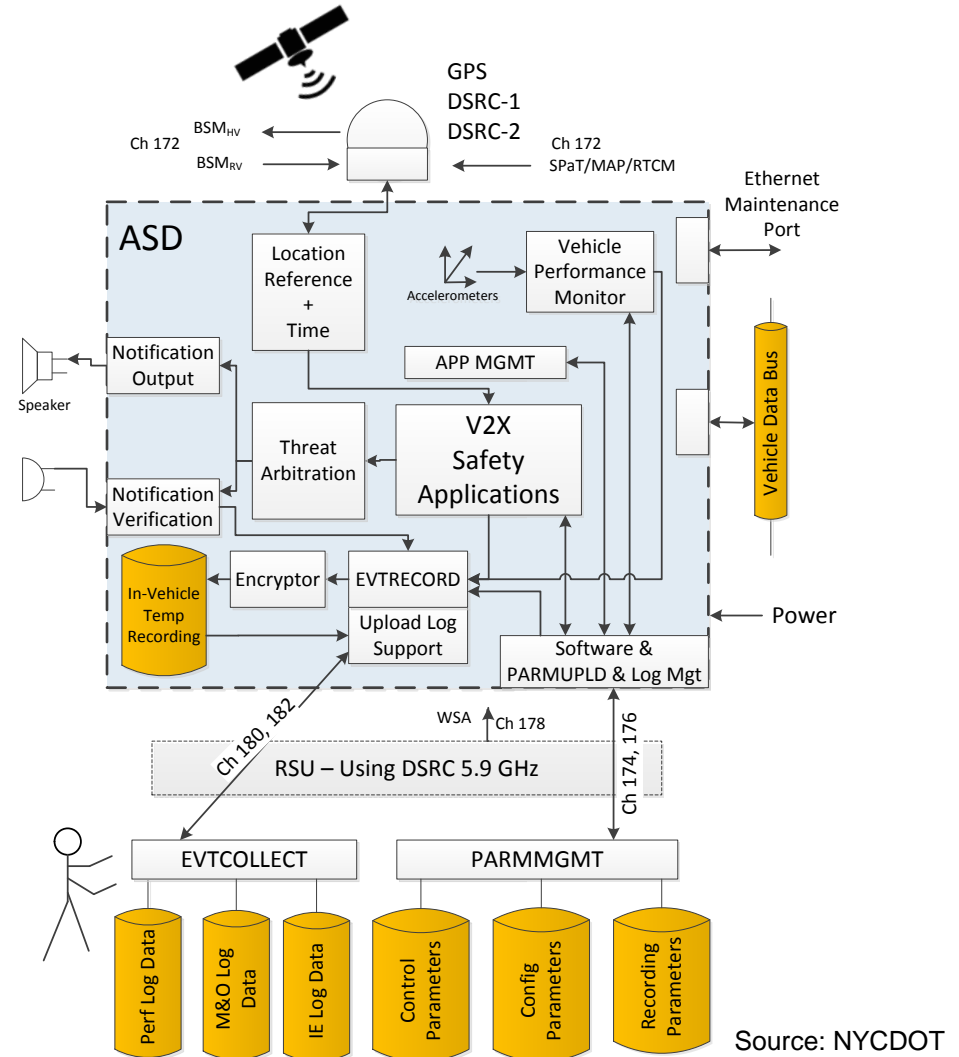 GPS
DSRC-1
DSRC-2
Ch 172
BSMHV
BSMRV
Ch 172
SPaT/MAP/RTCM
Ethernet
Maintenance
Port
ASD
Location
Reference
+
Time
Accelerometers
Vehicle
Performance
Monitor
Notification
Output
Speaker
APP MGMT
Vehicle Data Bus
Threat
Arbitration
V2X
Safety
Applications
Notification
Verification
In-Vehicle
Temp
Recording
Encryptor
EVTRECORD
Upload Log
Support
Power
Software &
PARMUPLD & Log Mgt
WSA
Ch 178
Ch 180, 182
RSU – Using DSRC 5.9 GHz
Ch 174, 176
EVTCOLLECT
PARMMGMT
Perf Log Data
M&O Log
Data
IE Log Data
Control
Parameters
Config
Parameters
Recording
Parameters
Source: NYCDOT